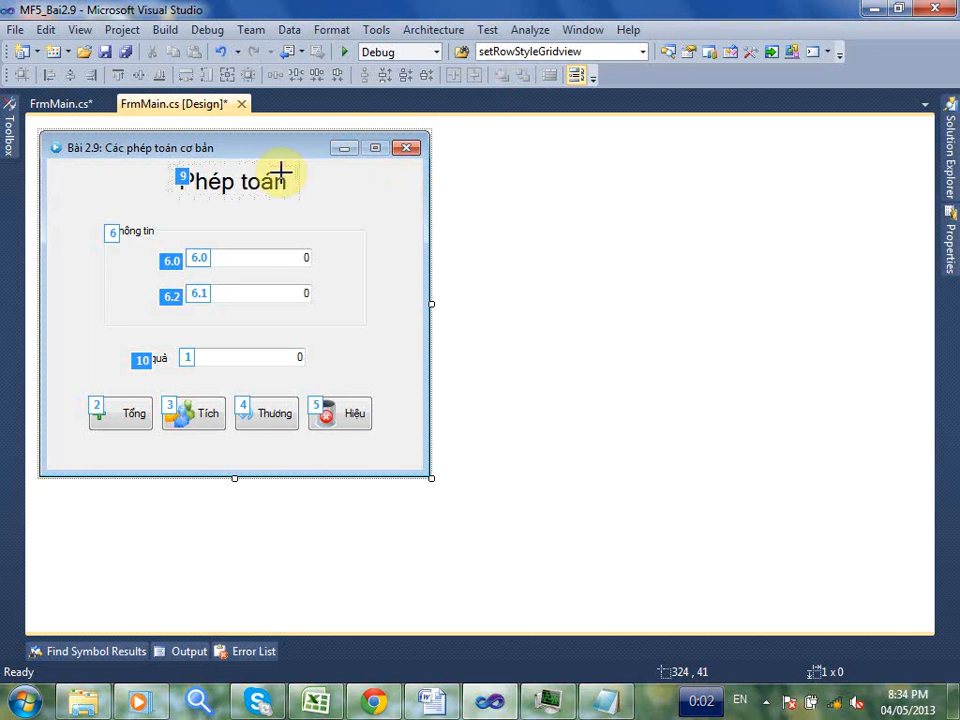 MF5_Bai2.9 - Microsoft Visual Studio
File Edit View Project Build Debug Team Data Format Tools Architecture Test Analyze Window Help
Debug setRowStyleGridview
FrmMain.cs* FrmMain.cs [Design]*
Toolbox
Solution Explorer
Properties
Bài 2.9: Các phép toán cơ bản
9 Phép toán
6 hông tin
6.0 6.0 0
6.2 6.1 0
10 quả 1 0
2 Tổng 3 Tích 4 Thương 5 Hiệu
Find Symbol Results Output Error List
Ready 324 , 41 1 x 0
0:02 EN 8:34 PM
04/05/2013